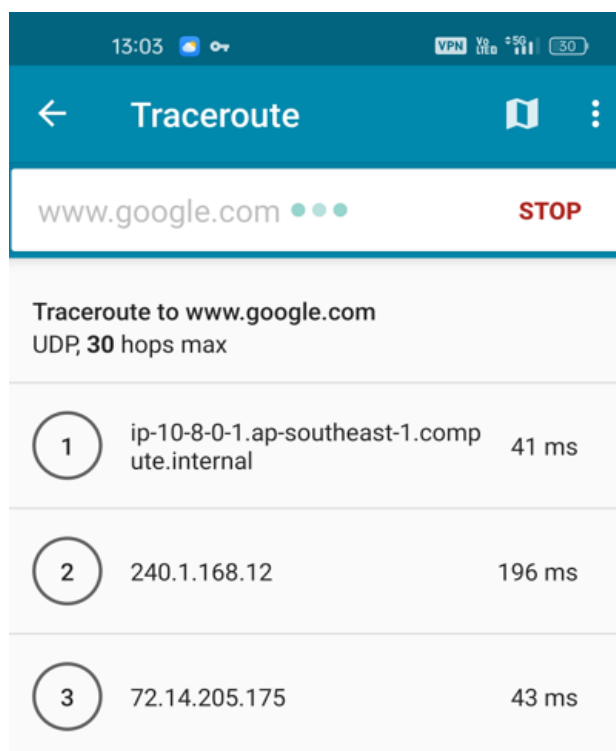 13:03 VPN Vo LTE 5G 30
Traceroute
www.google.com STOP
Traceroute to www.google.com
UDP, 30 hops max
1 ip-10-8-0-1.ap-southeast-1.comp
ute.internal 41 ms
2 240.1.168.12 196 ms
3 72.14.205.175 43 ms